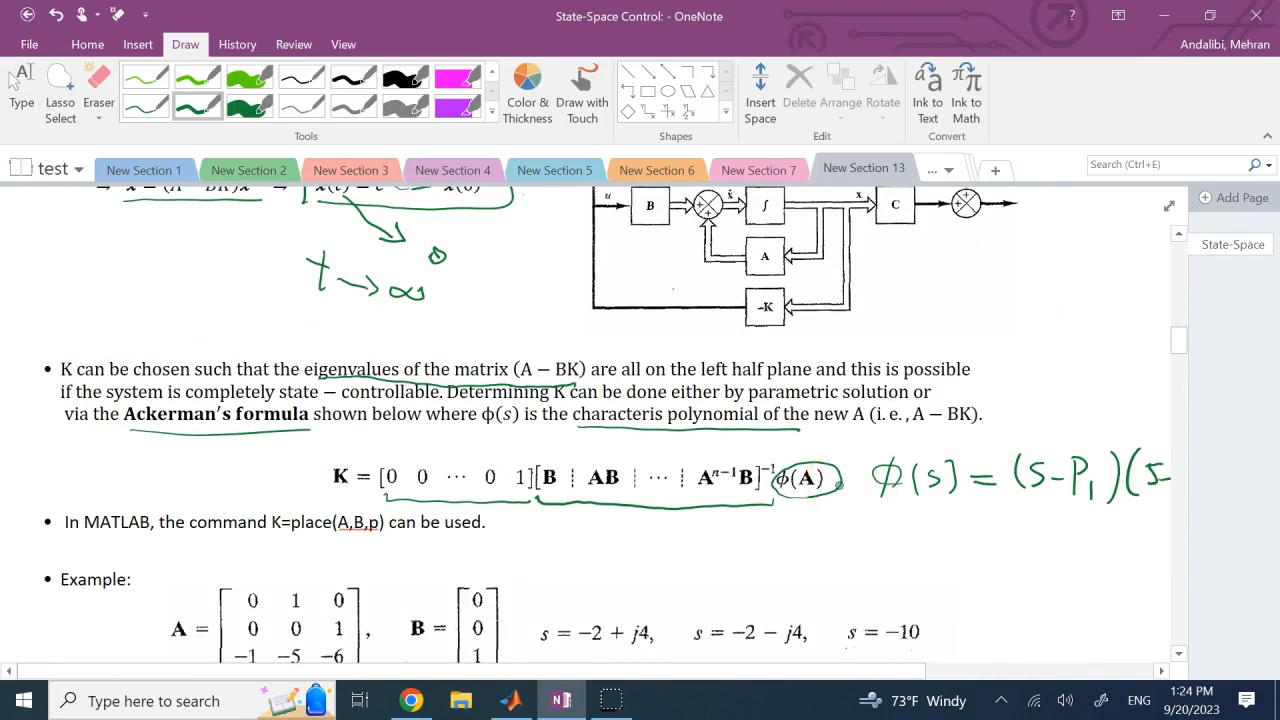 State-Space Control: - OneNote
?
File Home Insert Draw History Review View
Andalibi, Mehran
Type
Lasso Select
Eraser
Color & Thickness
Draw with Touch
Insert Space
Delete
Arrange
Rotate
Ink to Text
Ink to Math
Tools
Shapes
Edit
Convert
test
New Section 1
New Section 2
New Section 3
New Section 4
New Section 5
New Section 6
New Section 7
New Section 13
...
Search (Ctrl+E)
Add Page
State-Space
u B ẋ ∫ x C
A
−K
t → ∞
• K can be chosen such that the eigenvalues of the matrix (A − BK) are all on the left half plane and this is possible
if the system is completely state − controllable. Determining K can be done either by parametric solution or
via the Ackerman′s formula shown below where ϕ(s) is the characteris polynomial of the new A (i. e., A − BK).
K = [0 0 ⋯ 0 1][B ⋮ AB ⋮ ⋯ ⋮ Aⁿ⁻¹B]⁻¹ϕ(A) ϕ(s) = (s-P₁)(s-
• In MATLAB, the command K=place(A,B,p) can be used.
• Example:
0 1 0 0
A = 0 0 1 , B = 0 s = −2 + j4, s = −2 − j4, s = −10
−1 −5 −6 1
Type here to search
73°F Windy
ENG
1:24 PM
9/20/2023